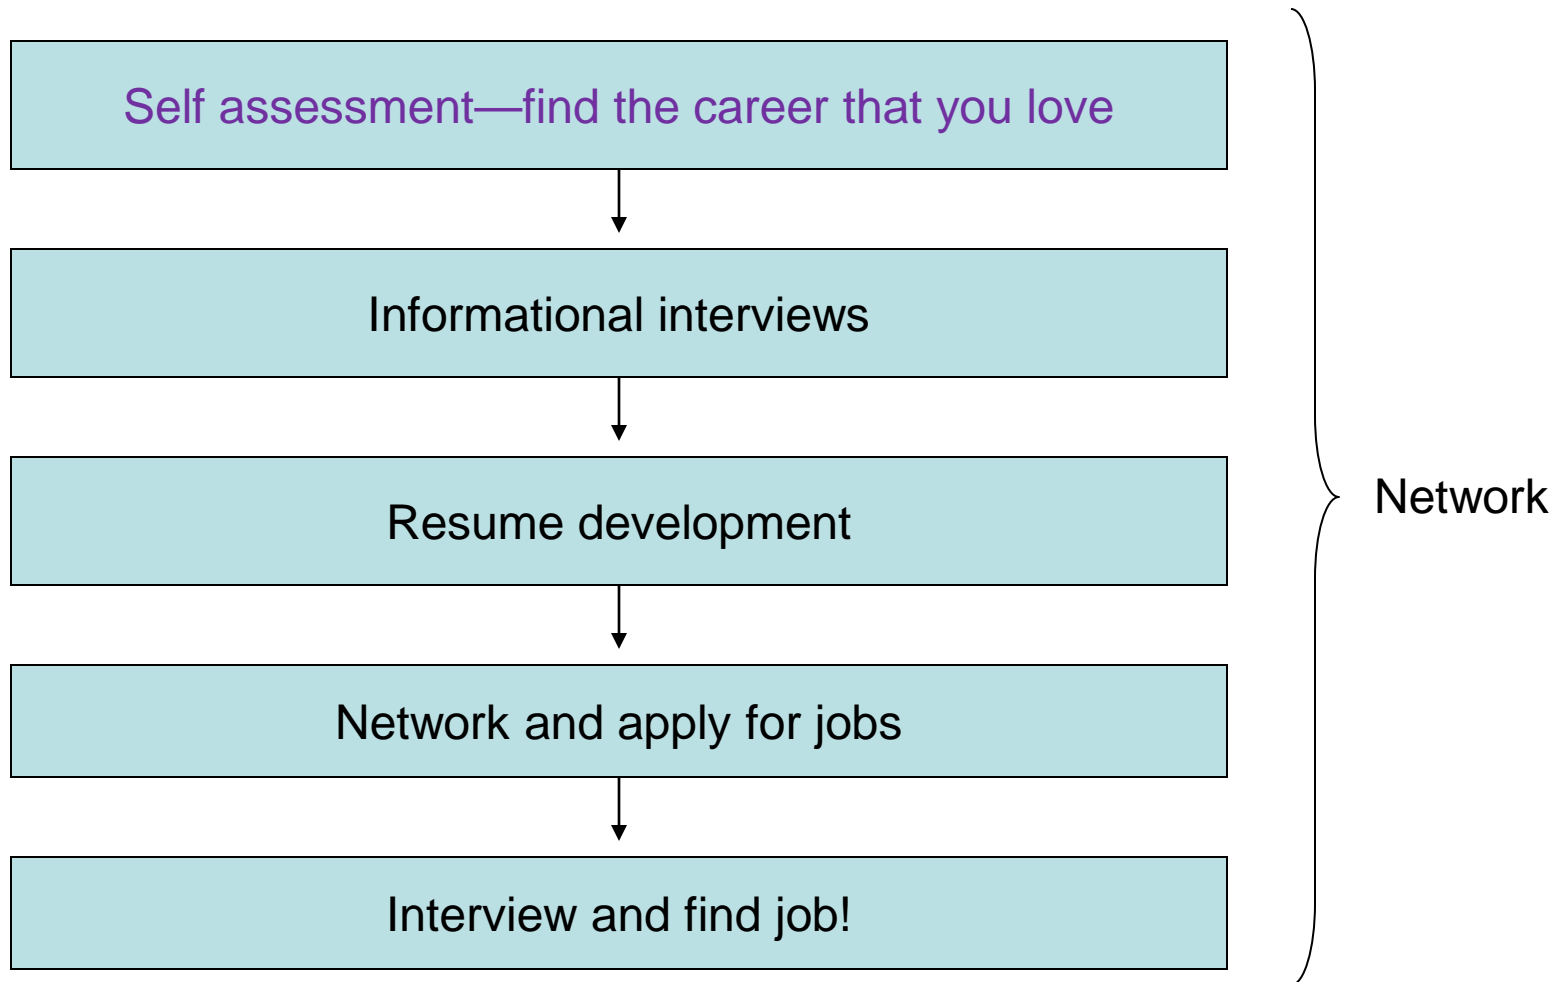 Self assessment—find the career that you love
Informational interviews
Resume development
Network
Network and apply for jobs
Interview and find job!